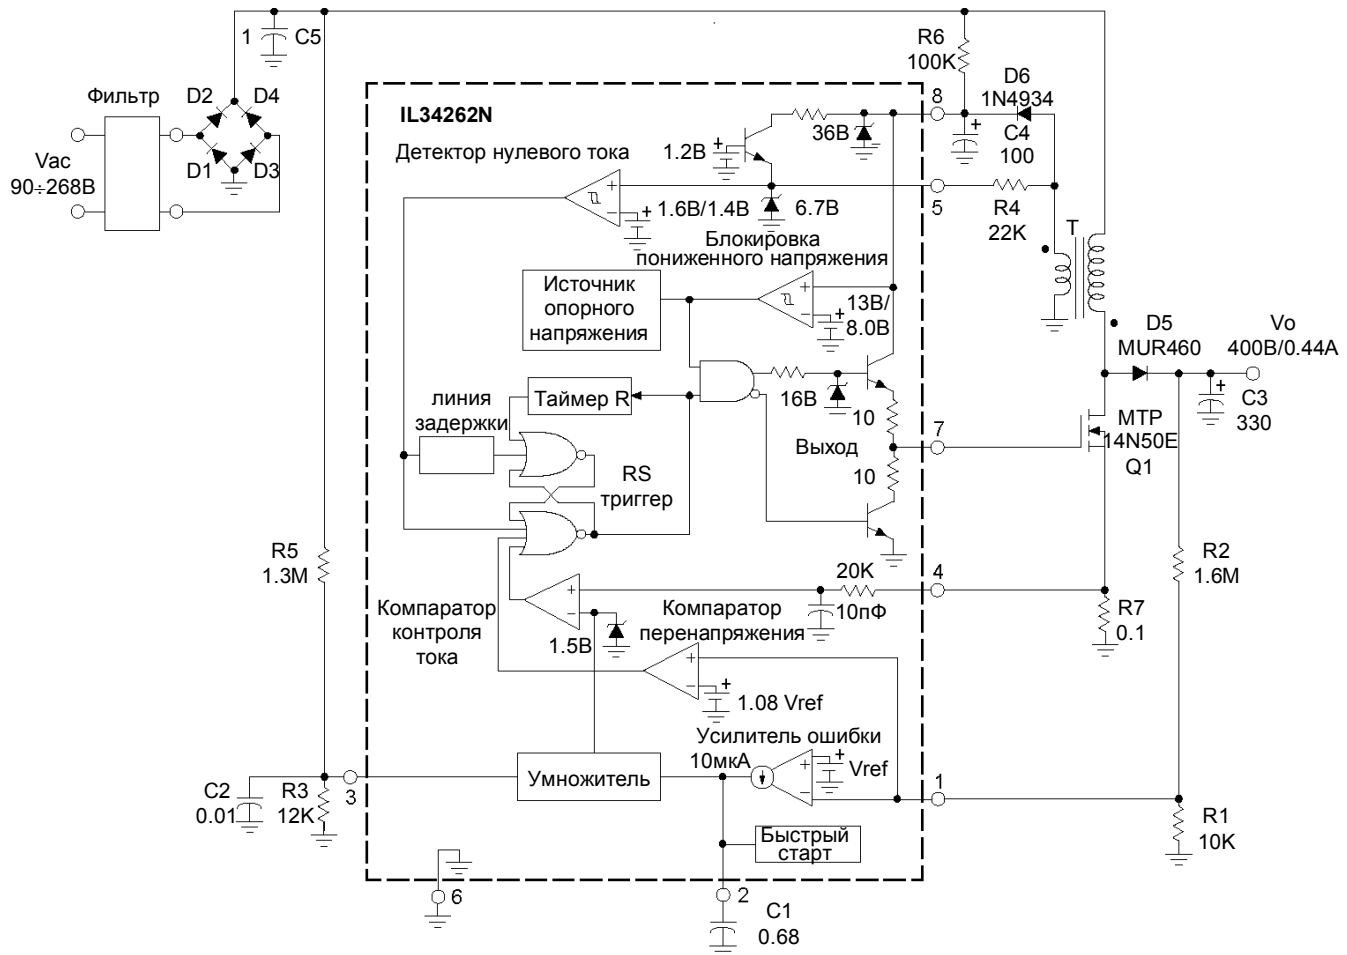 1
C5
R6
100K
D6
1N4934
8
C4
100
Фильтр
D2
D4
D1
D3
Vac
90÷268В
IL34262N
Детектор нулевого тока
1.2В
36В
+
+
+
−
+
1.6В/1.4В
6.7В
5
R4
22K
T
Блокировка
пониженного напряжения
Источник
опорного
напряжения
+
−
+
13В/
8.0В
D5
MUR460
Vo
400В/0.44А
+
C3
330
линия
задержки
Таймер R
16В
10
Выход
7
MTP
14N50E
Q1
10
RS
триггер
R5
1.3M
20K
4
10пФ
R2
1.6M
R7
0.1
Компаратор
контроля
тока
+
−
1.5В
Компаратор
перенапряжения
+
−
+
1.08 Vref
Усилитель ошибки
10мкА
+
−
+
Vref
1
Умножитель
3
C2
0.01
R3
12K
R1
10K
Быстрый
старт
6
2
C1
0.68